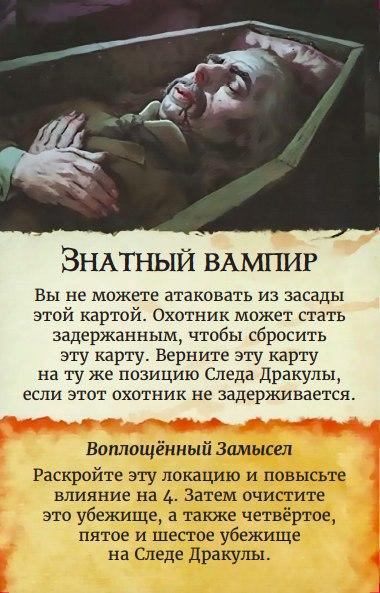 Знатный вампир
Вы не можете атаковать из засады
этой картой. Охотник может стать
задержанным, чтобы сбросить
эту карту. Верните эту карту
на ту же позицию Следа Дракулы,
если этот охотник не задерживается.
Воплощённый Замысел
Раскройте эту локацию и повысьте
влияние на 4. Затем очистите
это убежище, а также четвёртое,
пятое и шестое убежище
на Следе Дракулы.